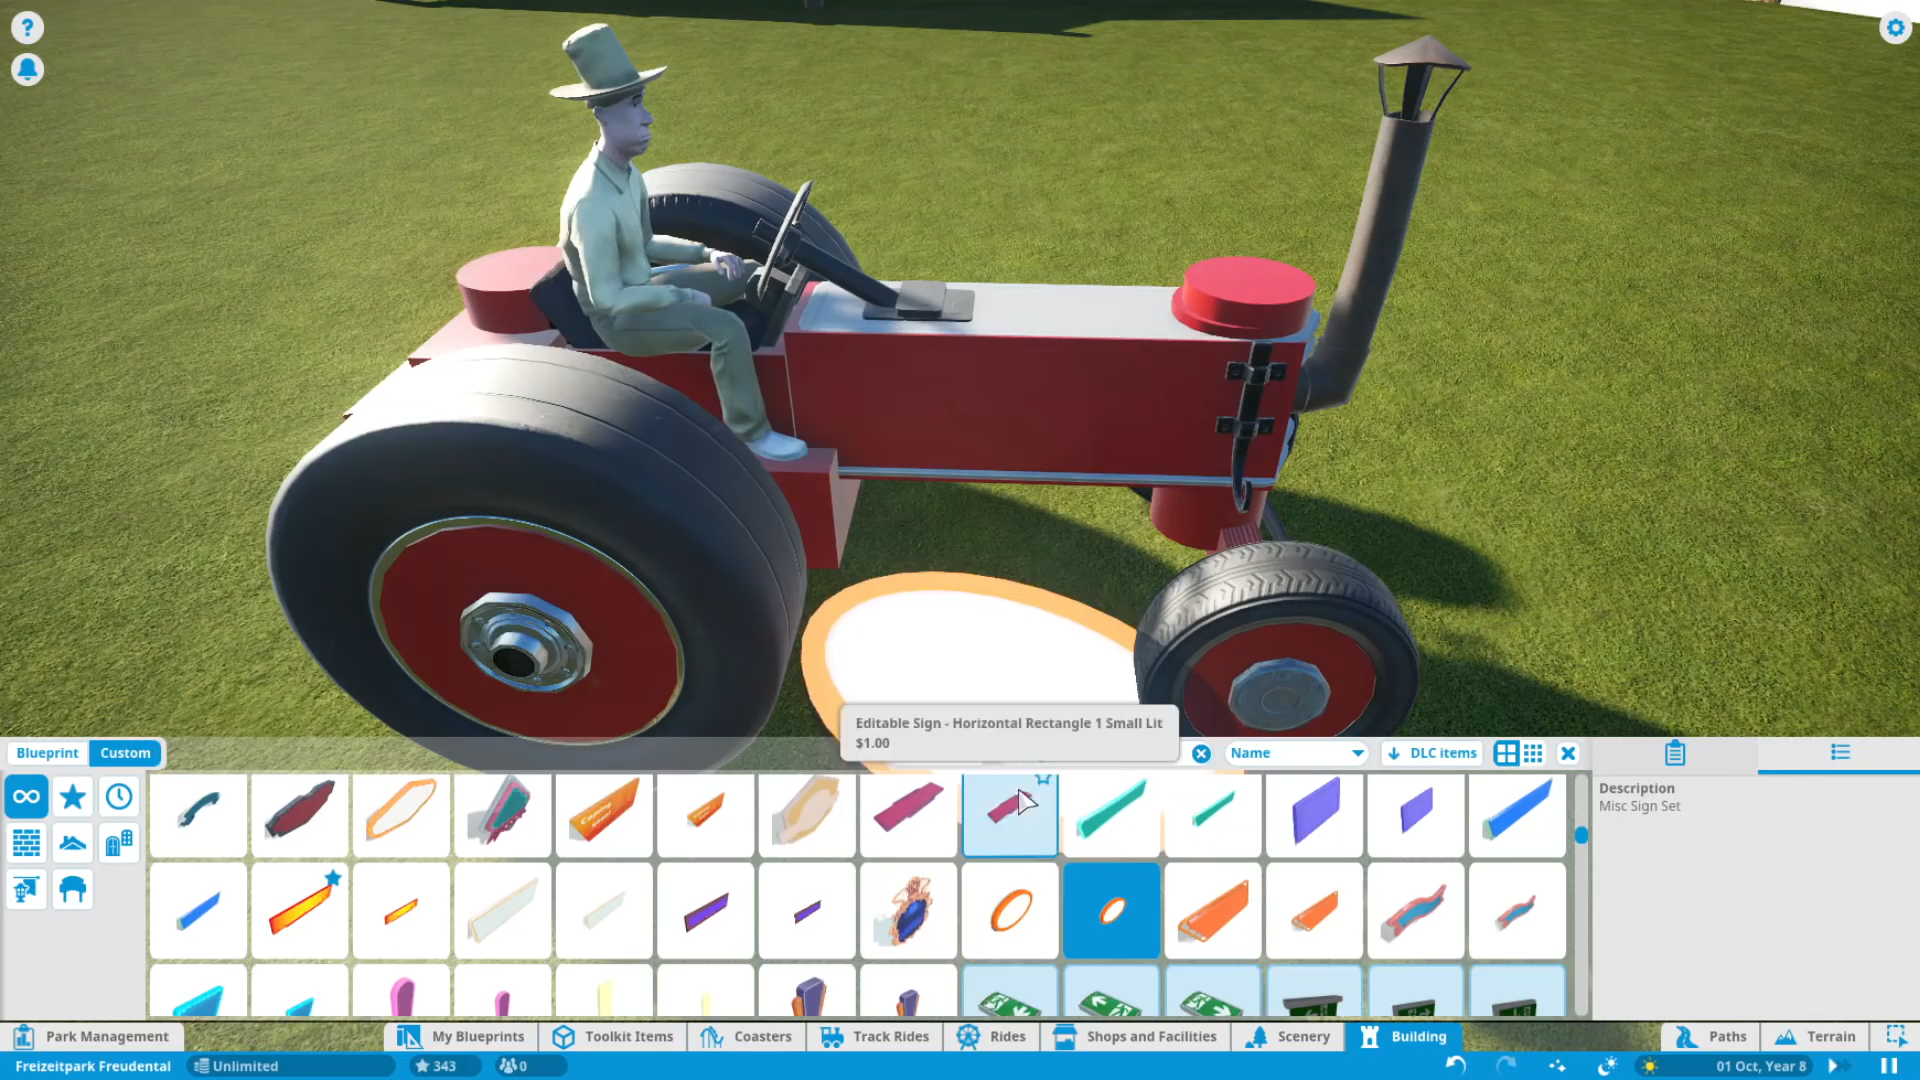 ?
Editable Sign - Horizontal Rectangle 1 Small Lit
$1.00
Blueprint
Custom
Name
DLC items
Description
Misc Sign Set
Coming
Soon
Park Management
My Blueprints
Toolkit Items
Coasters
Track Rides
Rides
Shops and Facilities
Scenery
Building
Paths
Terrain
Freizeitpark Freudental
Unlimited
343
0
01 Oct, Year 8